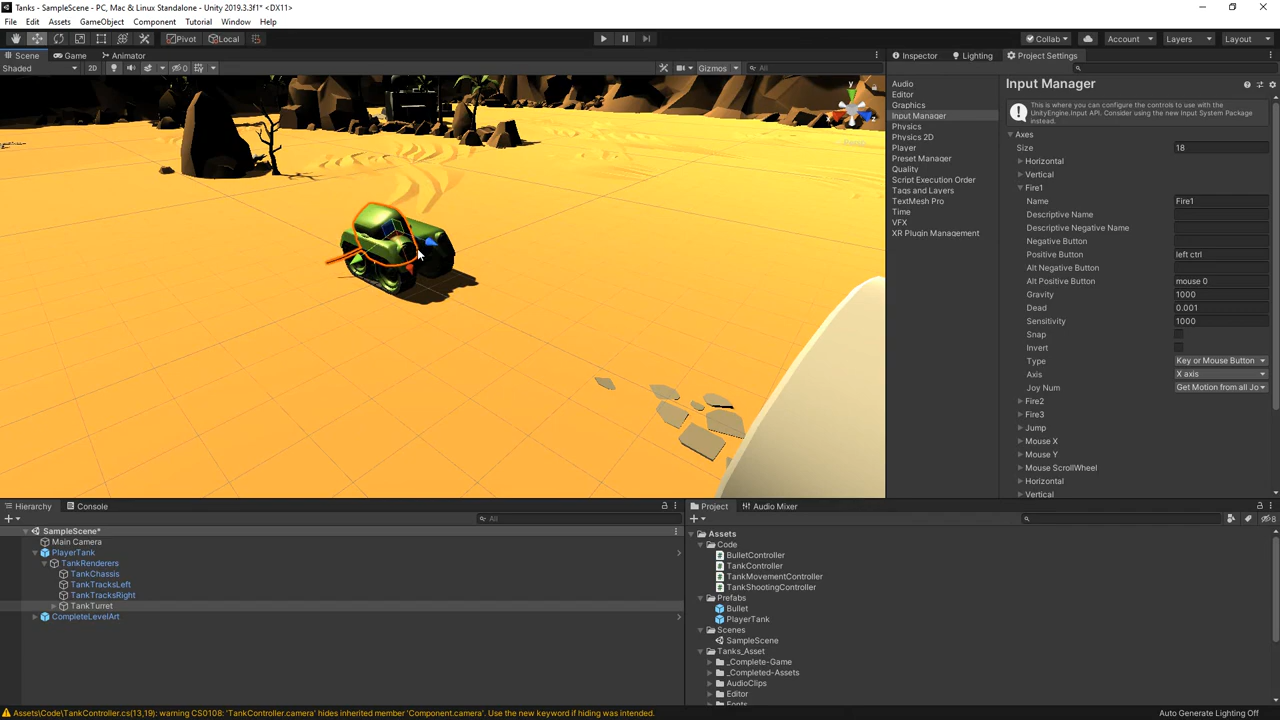 Tanks - SampleScene - PC, Mac & Linux Standalone - Unity 2019.3.3f1* <DX11>
File Edit Assets GameObject Component Tutorial Window Help
Pivot Local Collab Account Layers Layout
Scene Game Animator
Shaded 2D 0 Gizmos All
y
x
Inspector Lighting Project Settings
Audio
Editor
Graphics
Input Manager
Physics
Physics 2D
Player
Preset Manager
Quality
Script Execution Order
Tags and Layers
TextMesh Pro
Time
VFX
XR Plugin Management
Input Manager
This is where you can configure the controls to use with the
UnityEngine.Input API. Consider using the new Input System Package
instead.
Axes
Size 18
Horizontal
Vertical
Fire1
Name Fire1
Descriptive Name
Descriptive Negative Name
Negative Button
Positive Button left ctrl
Alt Negative Button
Alt Positive Button mouse 0
Gravity 1000
Dead 0.001
Sensitivity 1000
Snap
Invert
Type Key or Mouse Button
Axis X axis
Joy Num Get Motion from all Jo
Fire2
Fire3
Jump
Mouse X
Mouse Y
Mouse ScrollWheel
Horizontal
Vertical
Hierarchy Console
All
SampleScene*
Main Camera
PlayerTank
TankRenderers
TankChassis
TankTracksLeft
TankTracksRight
TankTurret
CompleteLevelArt
Project Audio Mixer
8
Assets
Code
BulletController
TankController
TankMovementController
TankShootingController
Prefabs
Bullet
PlayerTank
Scenes
SampleScene
Tanks_Asset
_Complete-Game
_Completed-Assets
AudioClips
Editor
Fonts
Assets\Code\TankController.cs(13,19): warning CS0108: 'TankController.camera' hides inherited member 'Component.camera'. Use the new keyword if hiding was intended.
Auto Generate Lighting Off